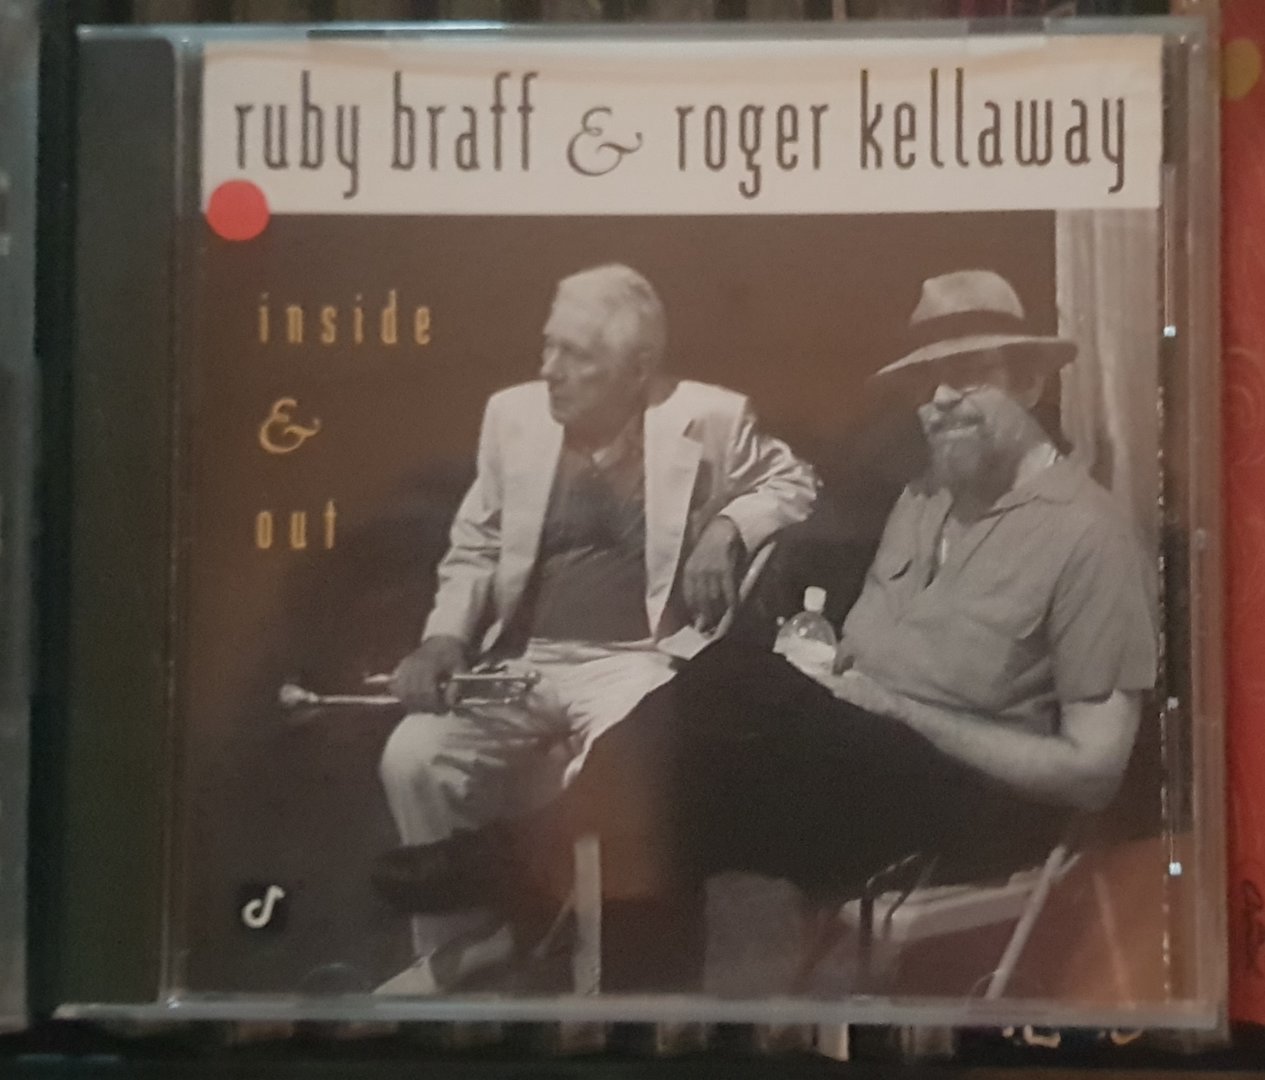 ruby braff & roger kellaway
inside
&
out